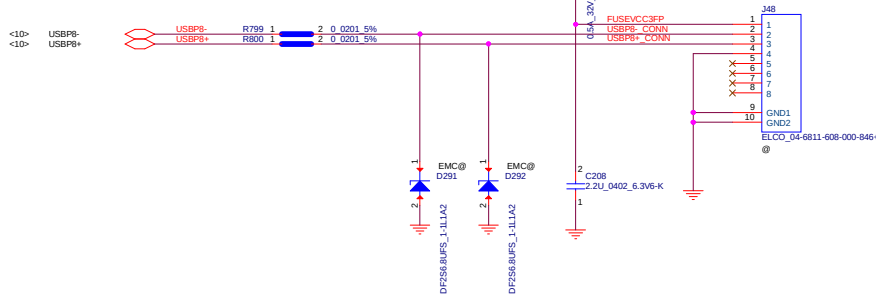 J48
0.5A_32V
FUSEVCC3FP 1 1
<10> USBP8- USBP8- R799 1 2 0_0201_5% USBP8-_CONN 2 2
<10> USBP8+ USBP8+ R800 1 2 0_0201_5% USBP8+_CONN 3 3
4 4
5 5
6 6
7 7
8 8
9 GND1
10 GND2
ELCO_04-6811-608-000-846+
@
1 EMC@ 1 EMC@
D291 D292
2 C208
2.2U_0402_6.3V6-K
2 2 1
DF2S6.8UFS_1-1L1A2 DF2S6.8UFS_1-1L1A2